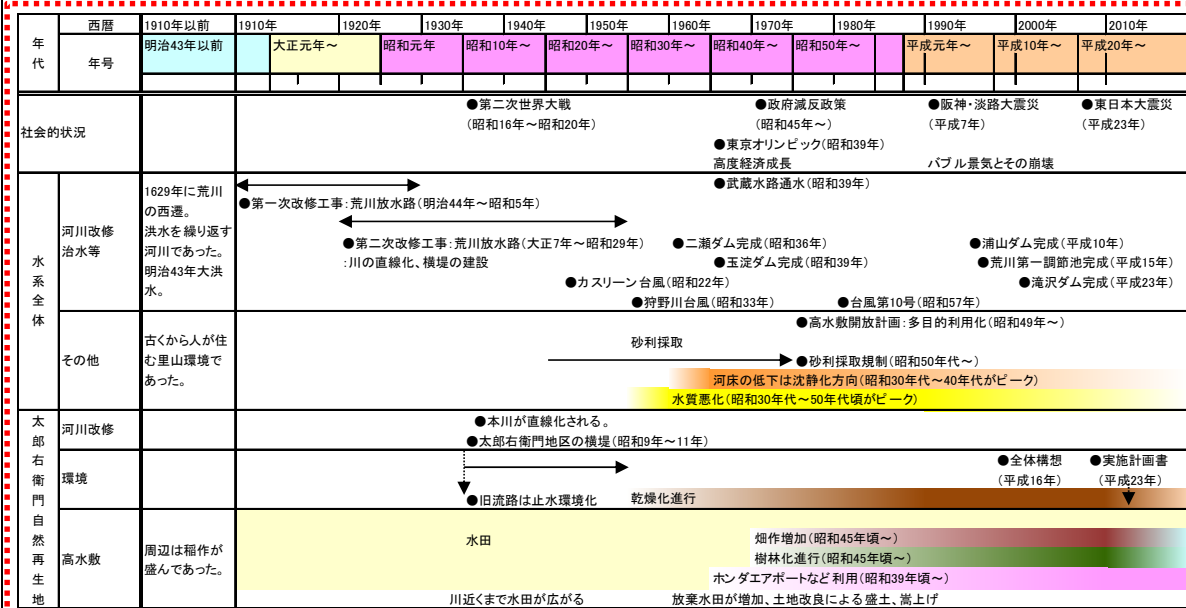 年代
西暦
1910年以前
1910年
1920年
1930年
1940年
1950年
1960年
1970年
1980年
1990年
2000年
2010年
年号
明治43年以前
大正元年～
昭和元年
昭和10年～
昭和20年～
昭和30年～
昭和40年～
昭和50年～
平成元年～
平成10年～
平成20年～
社会的状況
●第二次世界大戦
(昭和16年～昭和20年)
●政府減反政策
(昭和45年～)
●東京オリンピック(昭和39年)
高度経済成長
●阪神・淡路大震災
(平成7年)
バブル景気とその崩壊
●東日本大震災
(平成23年)
水系全体
河川改修
治水等
1629年に荒川
の西遷。
洪水を繰り返す
河川であった。
明治43年大洪
水。
●武蔵水路通水(昭和39年)
●第一次改修工事:荒川放水路(明治44年～昭和5年)
●第二次改修工事:荒川放水路(大正7年～昭和29年)
:川の直線化、横堤の建設
●二瀬ダム完成(昭和36年)
●玉淀ダム完成(昭和39年)
●浦山ダム完成(平成10年)
●荒川第一調節池完成(平成15年)
●滝沢ダム完成(平成23年)
●カスリーン台風(昭和22年)
●狩野川台風(昭和33年)
●台風第10号(昭和57年)
その他
古くから人が住
む里山環境で
あった。
●高水敷開放計画:多目的利用化(昭和49年～)
砂利採取
●砂利採取規制(昭和50年代～)
河床の低下は沈静化方向(昭和30年代～40年代がピーク)
水質悪化(昭和30年代～50年代頃がピーク)
太郎右衛門自然再生地
河川改修
●本川が直線化される。
●太郎右衛門地区の横堤(昭和9年～11年)
環境
●旧流路は止水環境化
乾燥化進行
●全体構想
(平成16年)
●実施計画書
(平成23年)
高水敷
周辺は稲作が
盛んであった。
水田
畑作増加(昭和45年頃～)
樹林化進行(昭和45年頃～)
ホンダエアポートなど利用(昭和39年頃～)
川近くまで水田が広がる
放棄水田が増加、土地改良による盛土、嵩上げ